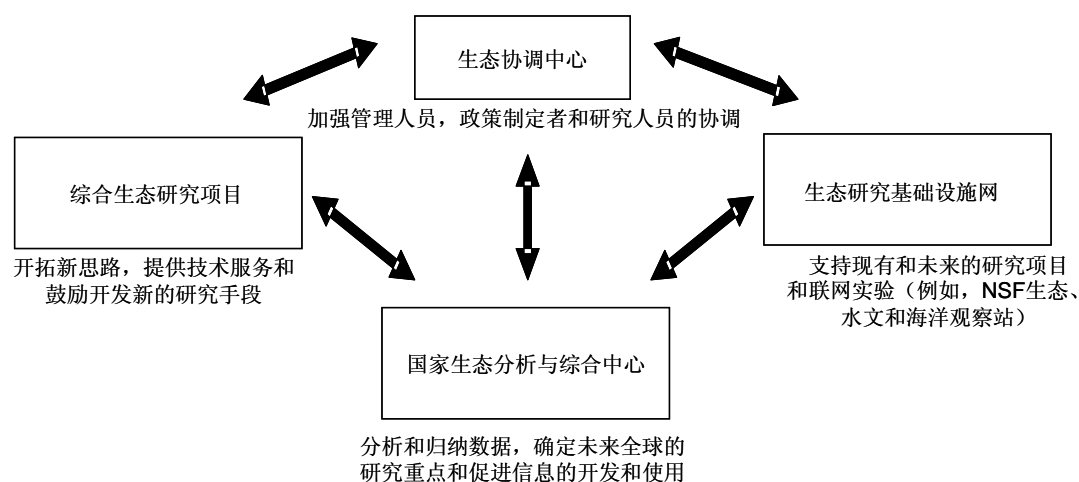 生态协调中心
加强管理人员，政策制定者和研究人员的协调
综合生态研究项目
开拓新思路，提供技术服务和
鼓励开发新的研究手段
生态研究基础设施网
支持现有和未来的研究项目
和联网实验（例如，NSF生态、
水文和海洋观察站）
国家生态分析与综合中心
分析和归纳数据，确定未来全球的
研究重点和促进信息的开发和使用